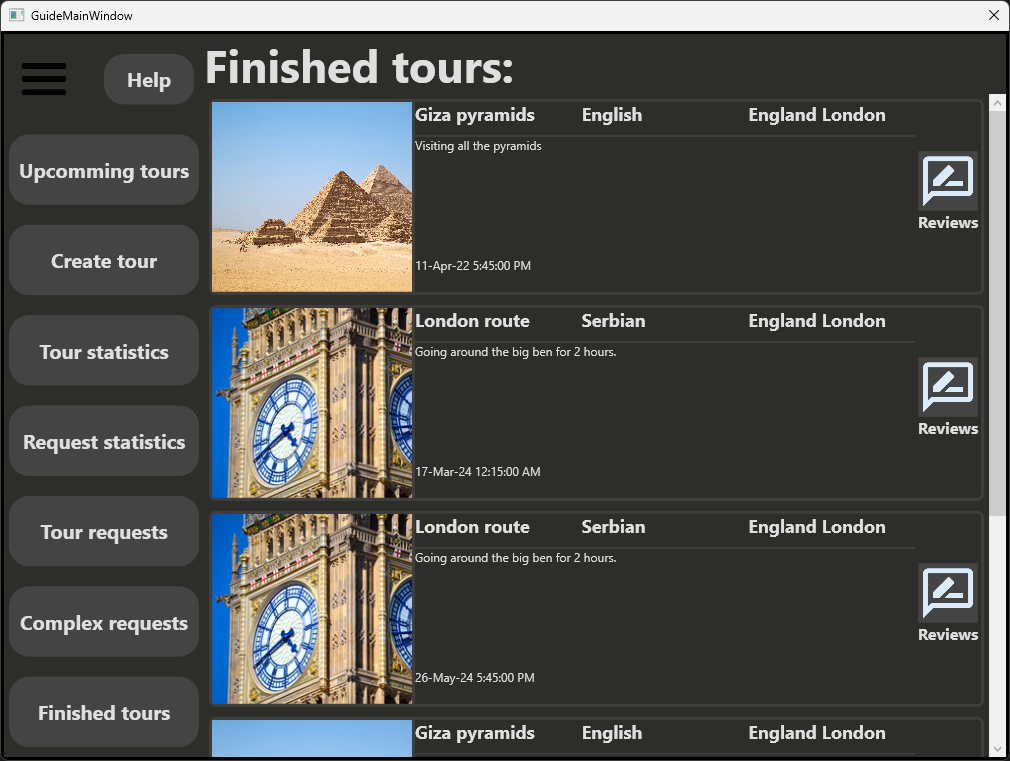 GuideMainWindow
Help
Finished tours:
Upcomming tours
Create tour
Tour statistics
Request statistics
Tour requests
Complex requests
Finished tours
Giza pyramids English England London
Visiting all the pyramids
11-Apr-22 5:45:00 PM
Reviews
London route Serbian England London
Going around the big ben for 2 hours.
17-Mar-24 12:15:00 AM
Reviews
London route Serbian England London
Going around the big ben for 2 hours.
26-May-24 5:45:00 PM
Reviews
Giza pyramids English England London